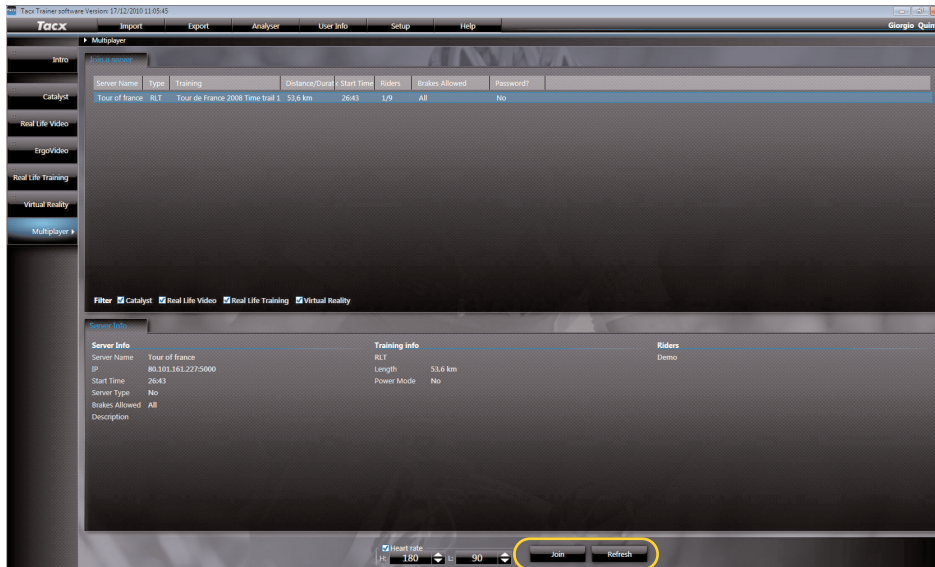 Tacx Trainer software Version: 17/12/2010 11:05:45
Tacx Import Export Analyser User Info Setup Help Giorgio Quin
Multiplayer
Intro
Catalyst
Real Life Video
ErgoVideo
Real Life Training
Virtual Reality
Multiplayer
Join a server
Server Name Type Training Distance/Durati Start Time Riders Brakes Allowed Password?
Tour of france RLT Tour de France 2008 Time trail 1 53,6 km 26:43 1/9 All No
Filter Catalyst Real Life Video Real Life Training Virtual Reality
Server Info
Server Info Training info Riders
Server Name Tour of france RLT Demo
IP 80.101.161.227:5000 Length 53.6 km
Start Time 26:43 Power Mode No
Server Type No
Brakes Allowed All
Description
Heart rate
H: 180 L: 90 Join Refresh